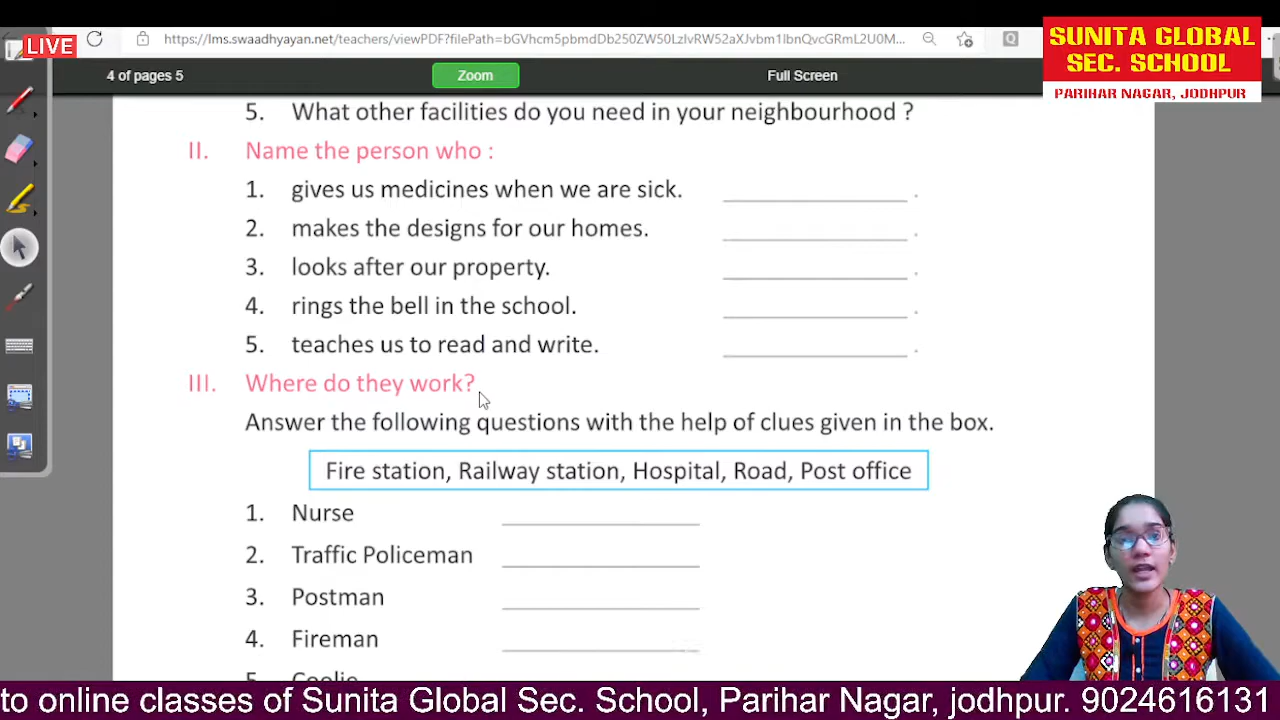 LIVE
https://lms.swaadhyayan.net/teachers/viewPDF?filePath=bGVhcm5pbmdDb250ZW50LzIvRW52aXJvbm1lbnQvcGRmL2U0M...
SUNITA GLOBAL
SEC. SCHOOL
PARIHAR NAGAR, JODHPUR
4 of pages 5
Zoom
Full Screen
5. What other facilities do you need in your neighbourhood ?
II. Name the person who :
1. gives us medicines when we are sick. .
2. makes the designs for our homes. .
3. looks after our property. .
4. rings the bell in the school. .
5. teaches us to read and write. .
III. Where do they work?
Answer the following questions with the help of clues given in the box.
Fire station, Railway station, Hospital, Road, Post office
1. Nurse
2. Traffic Policeman
3. Postman
4. Fireman
5. Coolie
to online classes of Sunita Global Sec. School, Parihar Nagar, jodhpur. 9024616131